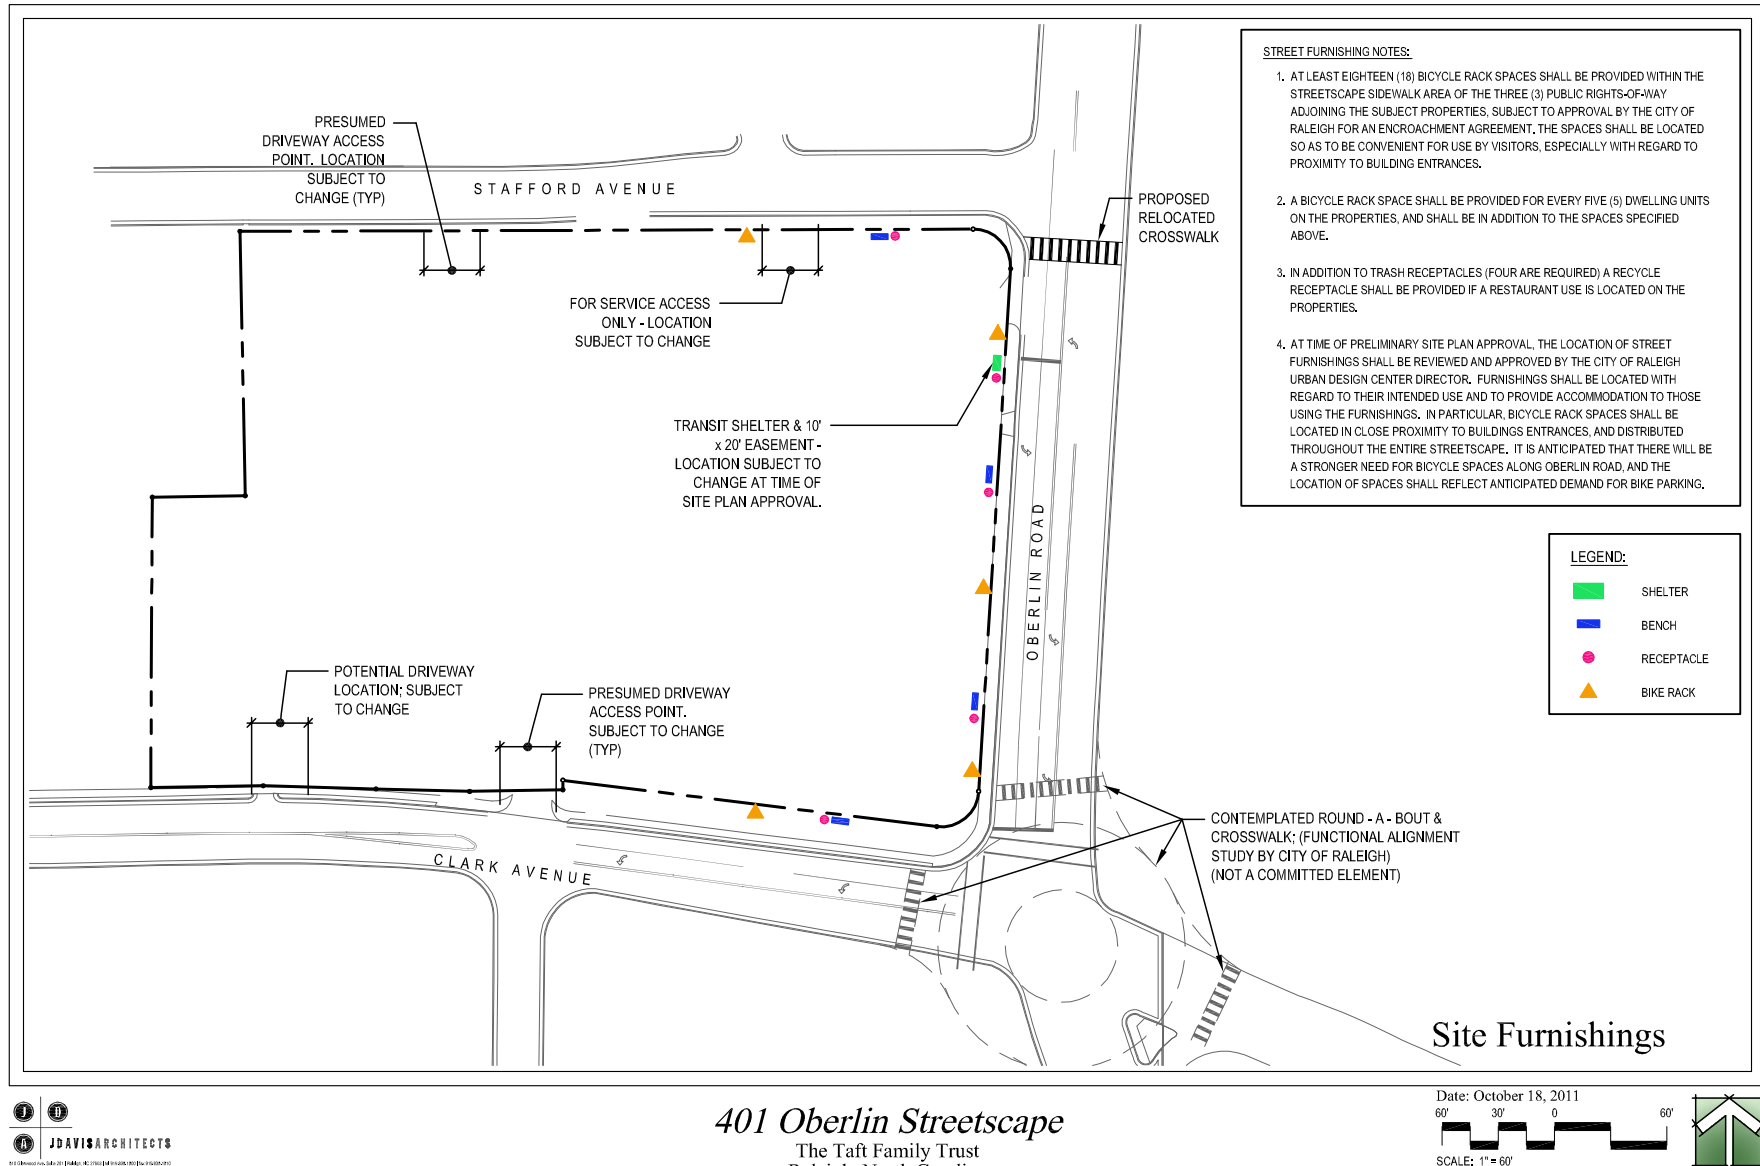 STREET FURNISHING NOTES:
1. AT LEAST EIGHTEEN (18) BICYCLE RACK SPACES SHALL BE PROVIDED WITHIN THE
STREETSCAPE SIDEWALK AREA OF THE THREE (3) PUBLIC RIGHTS-OF-WAY
ADJOINING THE SUBJECT PROPERTIES, SUBJECT TO APPROVAL BY THE CITY OF
RALEIGH FOR AN ENCROACHMENT AGREEMENT. THE SPACES SHALL BE LOCATED
SO AS TO BE CONVENIENT FOR USE BY VISITORS, ESPECIALLY WITH REGARD TO
PROXIMITY TO BUILDING ENTRANCES.
2. A BICYCLE RACK SPACE SHALL BE PROVIDED FOR EVERY FIVE (5) DWELLING UNITS
ON THE PROPERTIES, AND SHALL BE IN ADDITION TO THE SPACES SPECIFIED
ABOVE.
3. IN ADDITION TO TRASH RECEPTACLES (FOUR ARE REQUIRED) A RECYCLE
RECEPTACLE SHALL BE PROVIDED IF A RESTAURANT USE IS LOCATED ON THE
PROPERTIES.
4. AT TIME OF PRELIMINARY SITE PLAN APPROVAL, THE LOCATION OF STREET
FURNISHINGS SHALL BE REVIEWED AND APPROVED BY THE CITY OF RALEIGH
URBAN DESIGN CENTER DIRECTOR. FURNISHINGS SHALL BE LOCATED WITH
REGARD TO THEIR INTENDED USE AND TO PROVIDE ACCOMMODATION TO THOSE
USING THE FURNISHINGS. IN PARTICULAR, BICYCLE RACK SPACES SHALL BE
LOCATED IN CLOSE PROXIMITY TO BUILDINGS ENTRANCES, AND DISTRIBUTED
THROUGHOUT THE ENTIRE STREETSCAPE. IT IS ANTICIPATED THAT THERE WILL BE
A STRONGER NEED FOR BICYCLE SPACES ALONG OBERLIN ROAD, AND THE
LOCATION OF SPACES SHALL REFLECT ANTICIPATED DEMAND FOR BIKE PARKING.
PRESUMED
DRIVEWAY ACCESS
POINT. LOCATION
SUBJECT TO
CHANGE (TYP)
STAFFORD AVENUE
PROPOSED
RELOCATED
CROSSWALK
FOR SERVICE ACCESS
ONLY - LOCATION
SUBJECT TO CHANGE
TRANSIT SHELTER & 10'
x 20' EASEMENT -
LOCATION SUBJECT TO
CHANGE AT TIME OF
SITE PLAN APPROVAL.
OBERLIN ROAD
LEGEND:
SHELTER
BENCH
RECEPTACLE
BIKE RACK
POTENTIAL DRIVEWAY
LOCATION; SUBJECT
TO CHANGE
PRESUMED DRIVEWAY
ACCESS POINT.
SUBJECT TO CHANGE
(TYP)
CLARK AVENUE
CONTEMPLATED ROUND - A - BOUT &
CROSSWALK; (FUNCTIONAL ALIGNMENT
STUDY BY CITY OF RALEIGH)
(NOT A COMMITTED ELEMENT)
Site Furnishings
J D
A JDAVISARCHITECTS
401 Oberlin Streetscape
The Taft Family Trust
Date: October 18, 2011
60' 30' 0 60'
SCALE: 1" = 60'